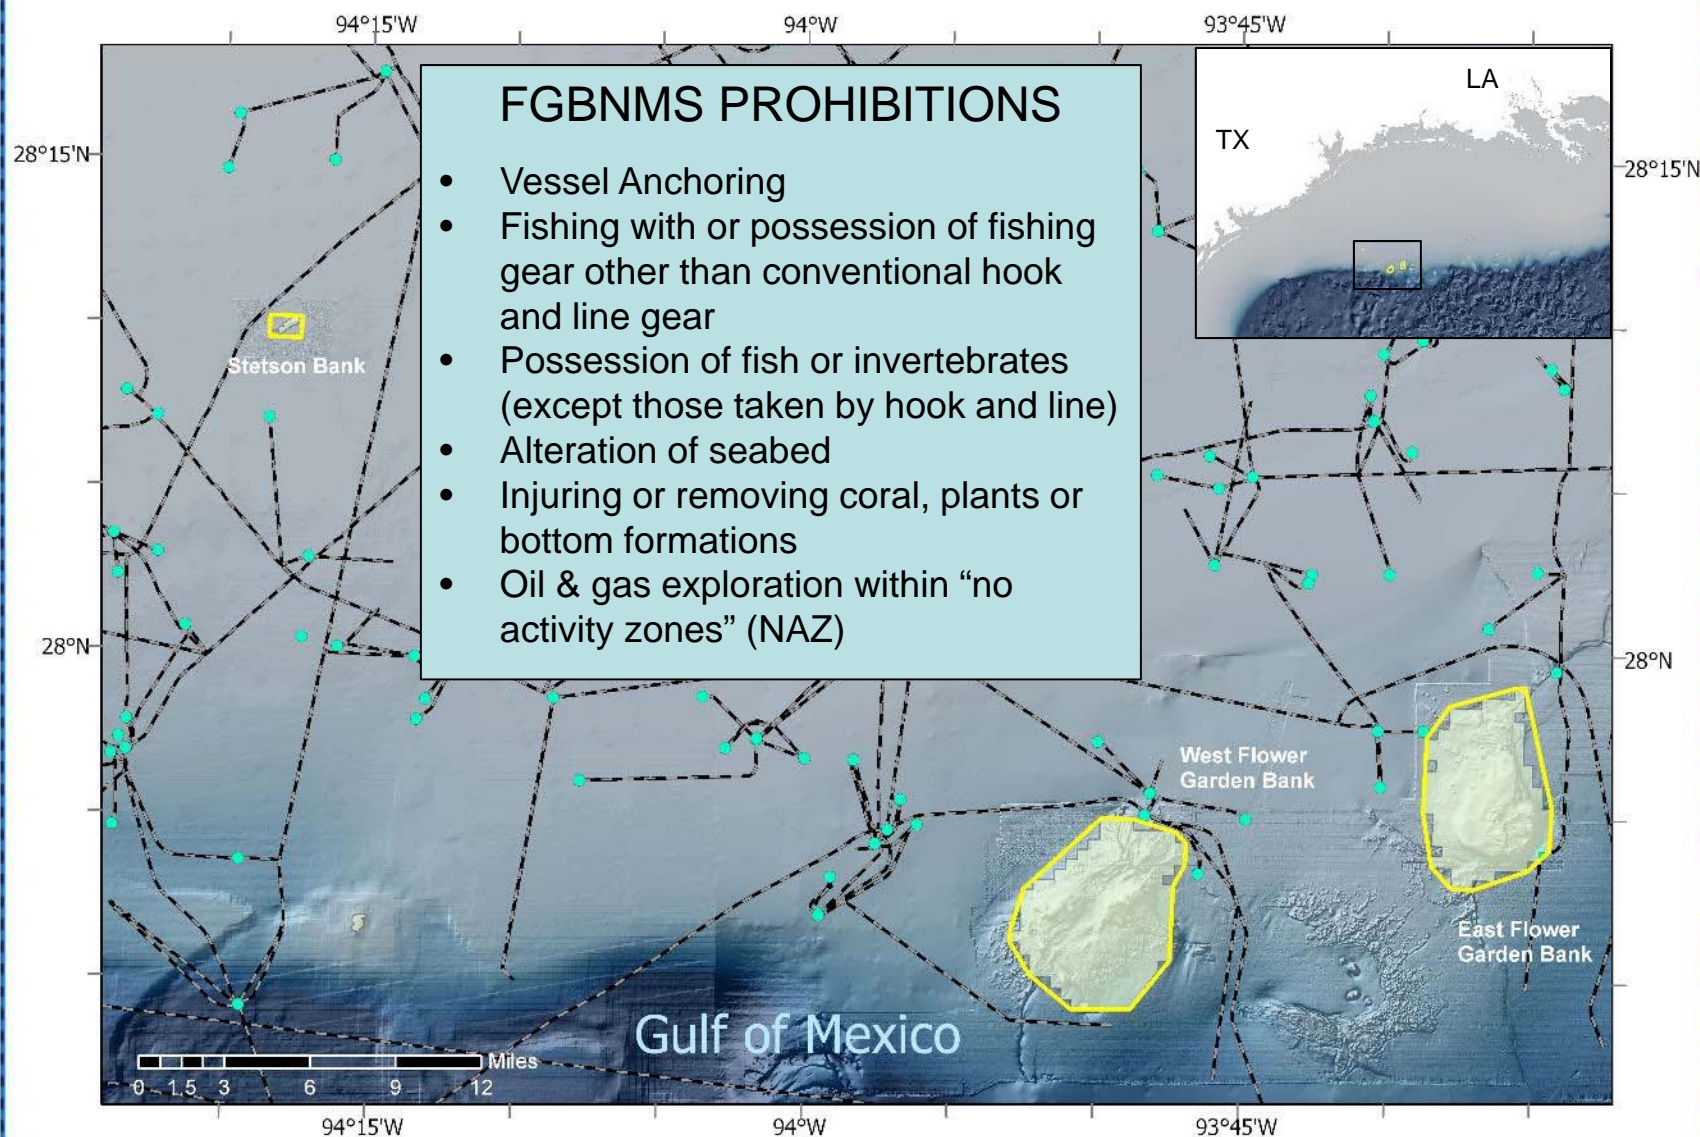 94°15'W
94°W
93°45'W
28°15'N
28°15'N
28°N
28°N
FGBNMS PROHIBITIONS
• Vessel Anchoring
• Fishing with or possession of fishing
gear other than conventional hook
and line gear
• Possession of fish or invertebrates
(except those taken by hook and line)
• Alteration of seabed
• Injuring or removing coral, plants or
bottom formations
• Oil & gas exploration within “no
activity zones” (NAZ)
LA
TX
Stetson Bank
West Flower
Garden Bank
East Flower
Garden Bank
Gulf of Mexico
Miles
0 1.5 3 6 9 12
94°15'W
94°W
93°45'W